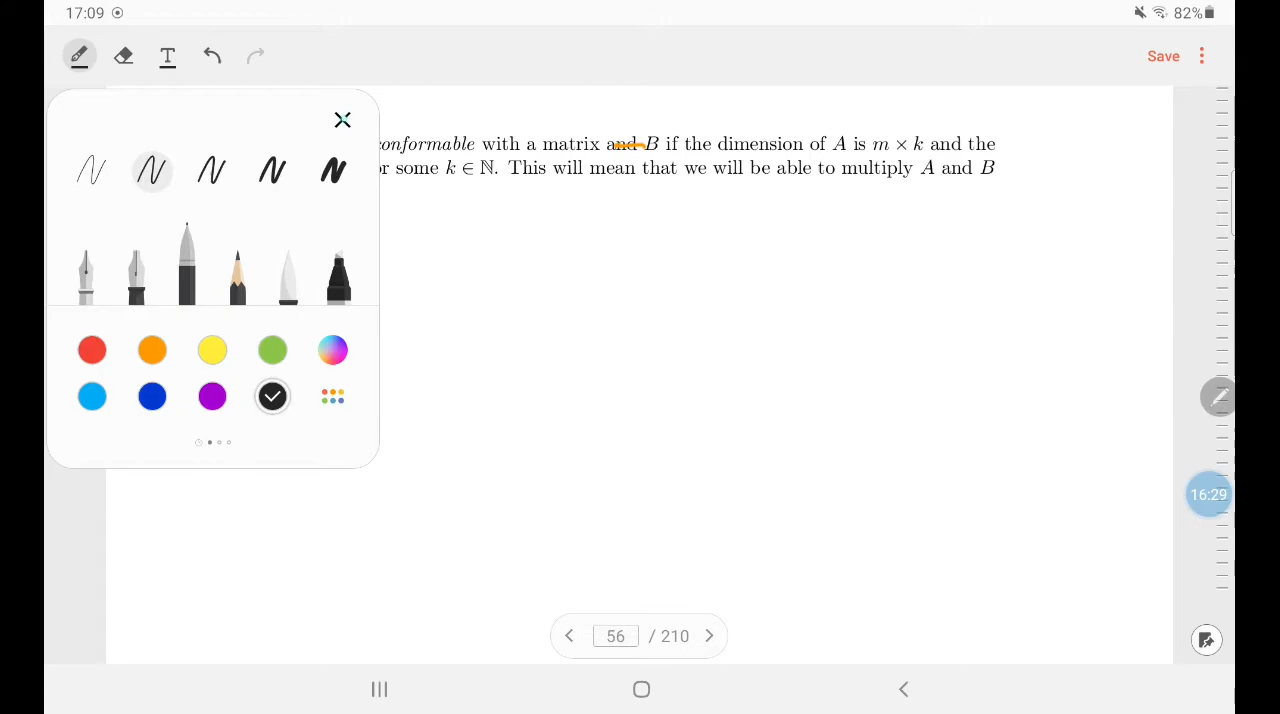 17:09 82%
T Save
conformable with a matrix and B if the dimension of A is m × k and the
or some k ∈ ℕ. This will mean that we will be able to multiply A and B
16:29
56 / 210